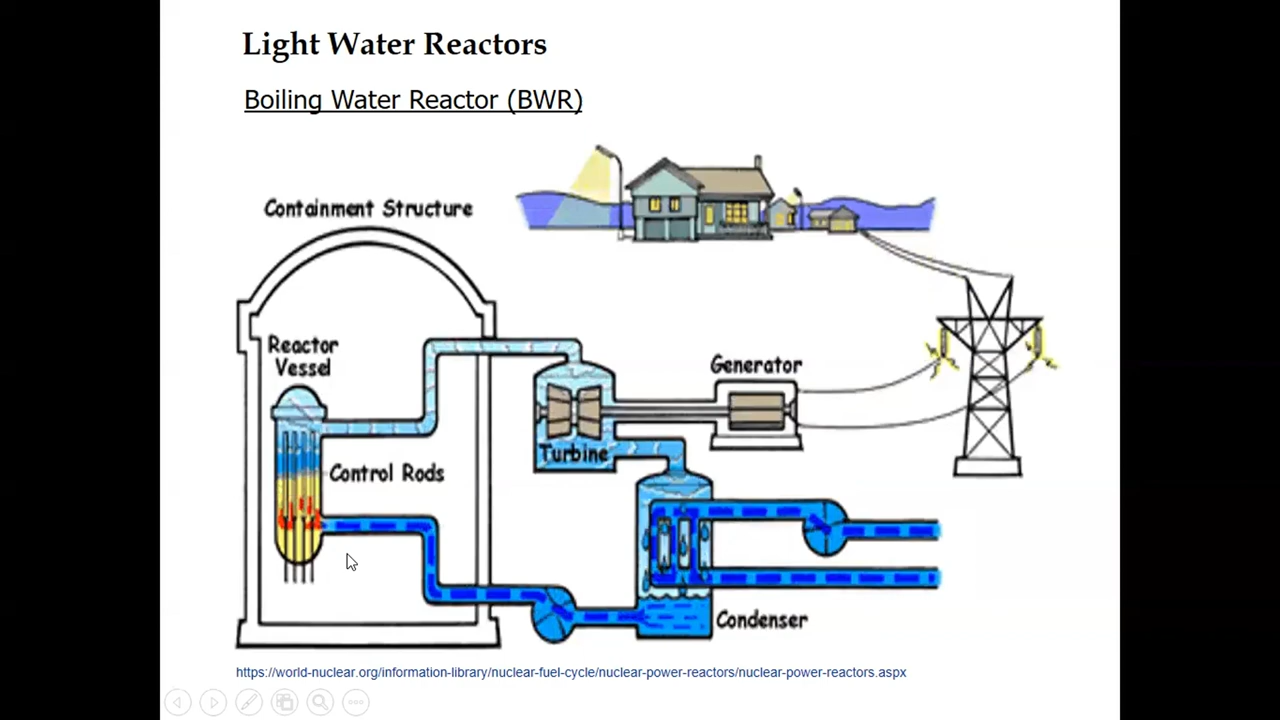 Light Water Reactors
Boiling Water Reactor (BWR)
Containment Structure
Reactor
Vessel
Generator
Turbine
Control Rods
Condenser
https://world-nuclear.org/information-library/nuclear-fuel-cycle/nuclear-power-reactors/nuclear-power-reactors.aspx